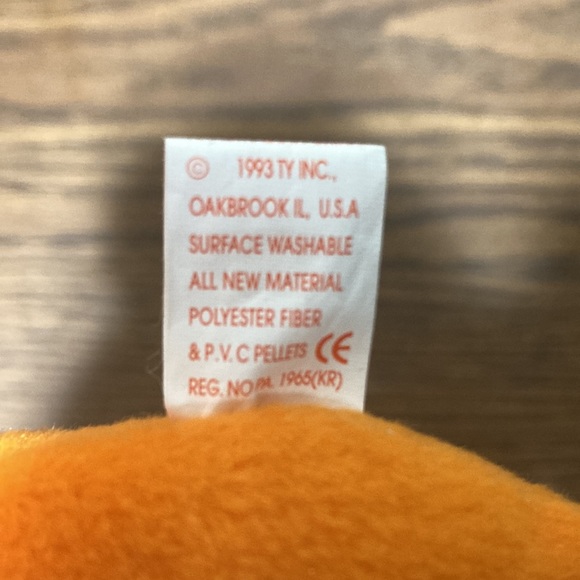 © 1993 TY INC.,
OAKBROOK IL, U.S.A
SURFACE WASHABLE
ALL NEW MATERIAL
POLYESTER FIBER
& P.V. C PELLETS CE
REG. NO PA. 1965(KR)